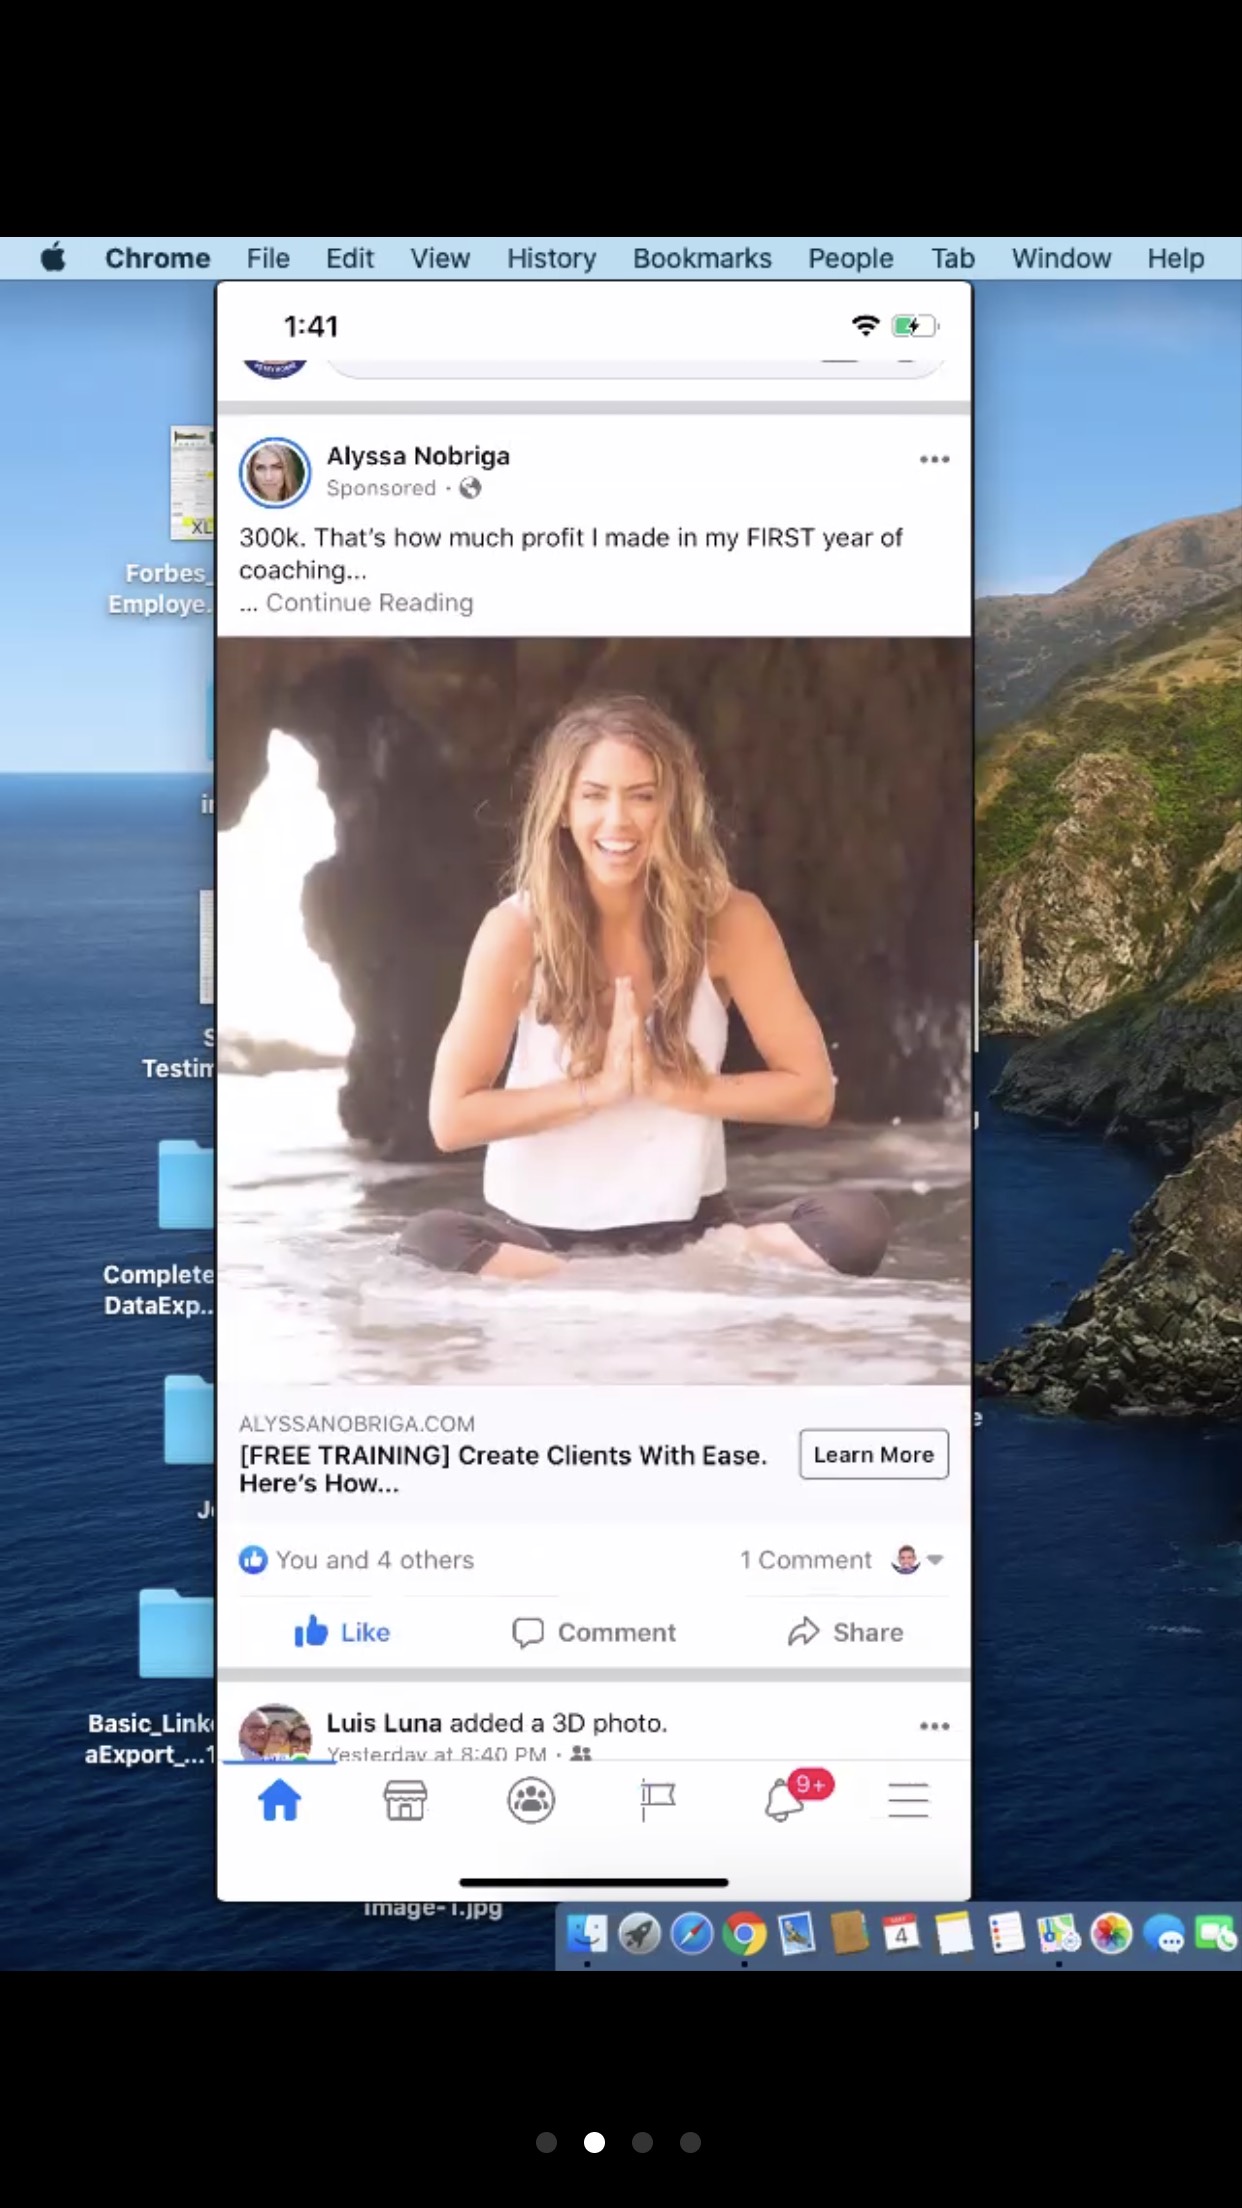 Chrome File Edit View History Bookmarks People Tab Window Help
1:41
Alyssa Nobriga
Sponsored ·
300k. That's how much profit I made in my FIRST year of
coaching...
... Continue Reading
XL
Forbes_
Employe.
Testim
Complete
DataExp..
Basic_Link
aExport_...1
ALYSSANOBRIGA.COM
[FREE TRAINING] Create Clients With Ease.
Here's How...
Learn More
You and 4 others
1 Comment
Like
Comment
Share
Luis Luna added a 3D photo.
Yesterday at 8:40 PM ·
9+
image-1.jpg
4